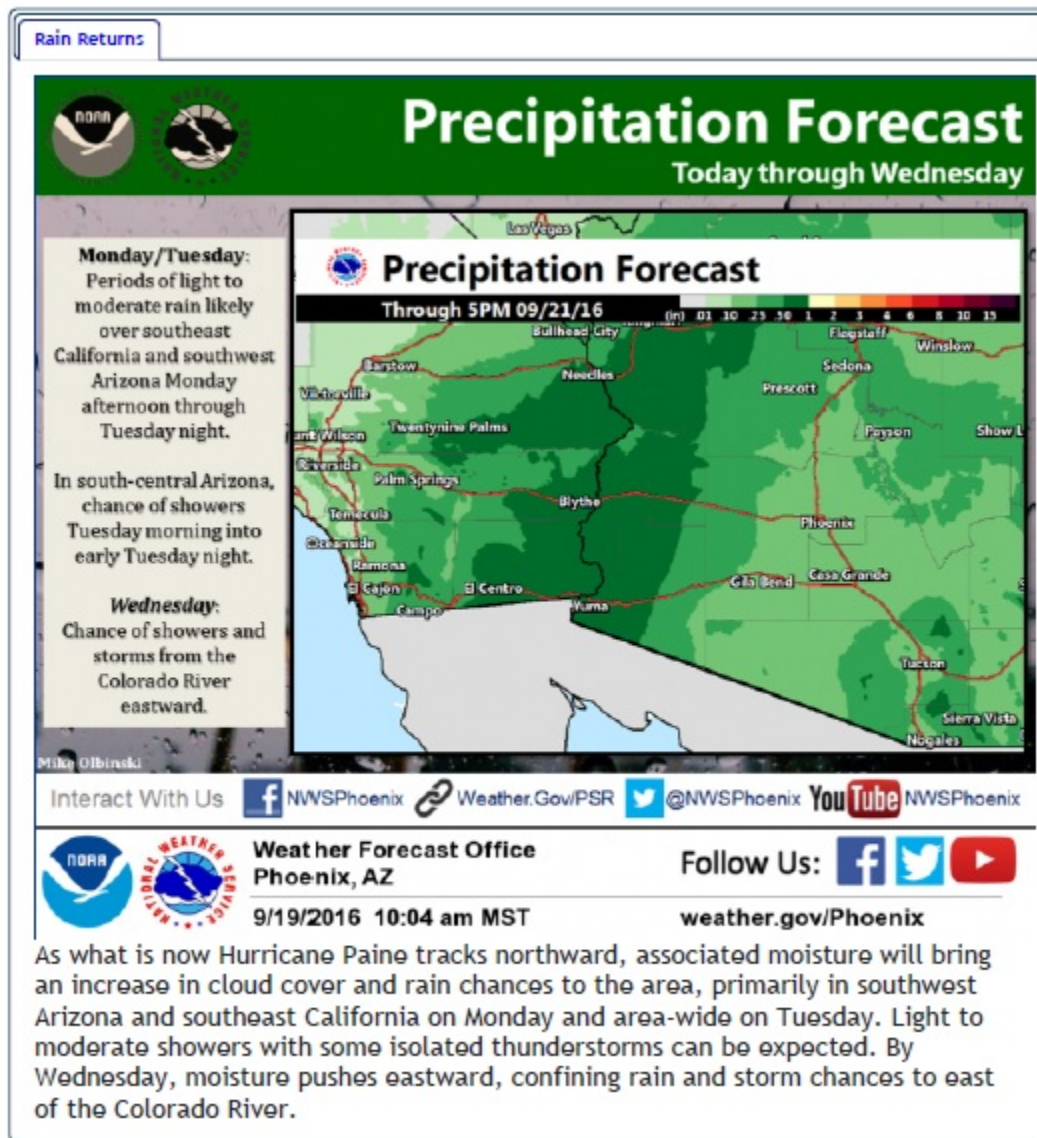 Rain Returns
NOAA
NATIONAL WEATHER SERVICE
Precipitation Forecast
Today through Wednesday
Monday/Tuesday:
Periods of light to
moderate rain likely
over southeast
California and southwest
Arizona Monday
afternoon through
Tuesday night.
In south-central Arizona,
chance of showers
Tuesday morning into
early Tuesday night.
Wednesday:
Chance of showers and
storms from the
Colorado River
eastward.
Mike Olbinski
Las Vegas
Precipitation Forecast
Through 5PM 09/21/16
(in) .01 .10 .25 .50 1 2 3 4 6 8 10 15
Bullhead City
Flagstaff
Winslow
Barstow
Needles
Sedona
Victorville
Prescott
Twentynine Palms
Payson
Show L
unt Wilson
Riverside
Palm Springs
Blythe
Temecula
Phoenix
Oceanside
Ramona
El Cajon
El Centro
Gila Bend
Casa Grande
Campo
Yuma
Tucson
Sierra Vista
Nogales
Interact With Us NWSPhoenix Weather.Gov/PSR @NWSPhoenix YouTube NWSPhoenix
NOAA
NATIONAL WEATHER SERVICE
Weather Forecast Office
Phoenix, AZ
Follow Us:
9/19/2016 10:04 am MST
weather.gov/Phoenix
As what is now Hurricane Paine tracks northward, associated moisture will bring
an increase in cloud cover and rain chances to the area, primarily in southwest
Arizona and southeast California on Monday and area-wide on Tuesday. Light to
moderate showers with some isolated thunderstorms can be expected. By
Wednesday, moisture pushes eastward, confining rain and storm chances to east
of the Colorado River.